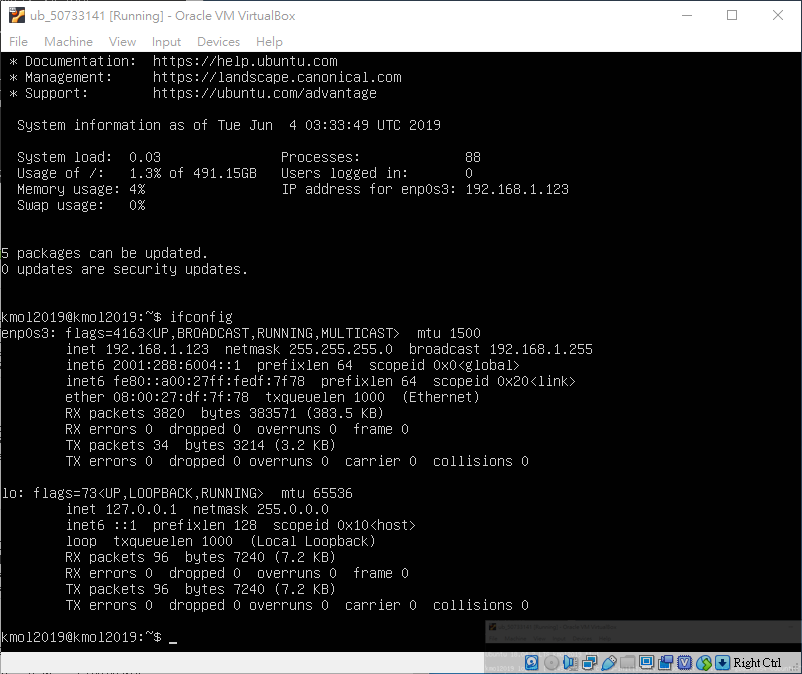 ub_50733141 [Running] - Oracle VM VirtualBox
File Machine View Input Devices Help
* Documentation: https://help.ubuntu.com
* Management: https://landscape.canonical.com
* Support: https://ubuntu.com/advantage
System information as of Tue Jun 4 03:33:49 UTC 2019
System load: 0.03 Processes: 88
Usage of /: 1.3% of 491.15GB Users logged in: 0
Memory usage: 4% IP address for enp0s3: 192.168.1.123
Swap usage: 0%
5 packages can be updated.
0 updates are security updates.
kmol2019@kmol2019:~$ ifconfig
enp0s3: flags=4163<UP,BROADCAST,RUNNING,MULTICAST> mtu 1500
inet 192.168.1.123 netmask 255.255.255.0 broadcast 192.168.1.255
inet6 2001:288:6004::1 prefixlen 64 scopeid 0x0<global>
inet6 fe80::a00:27ff:fedf:7f78 prefixlen 64 scopeid 0x20<link>
ether 08:00:27:df:7f:78 txqueuelen 1000 (Ethernet)
RX packets 3820 bytes 383571 (383.5 KB)
RX errors 0 dropped 0 overruns 0 frame 0
TX packets 34 bytes 3214 (3.2 KB)
TX errors 0 dropped 0 overruns 0 carrier 0 collisions 0
lo: flags=73<UP,LOOPBACK,RUNNING> mtu 65536
inet 127.0.0.1 netmask 255.0.0.0
inet6 ::1 prefixlen 128 scopeid 0x10<host>
loop txqueuelen 1000 (Local Loopback)
RX packets 96 bytes 7240 (7.2 KB)
RX errors 0 dropped 0 overruns 0 frame 0
TX packets 96 bytes 7240 (7.2 KB)
TX errors 0 dropped 0 overruns 0 carrier 0 collisions 0
kmol2019@kmol2019:~$ _
Right Ctrl